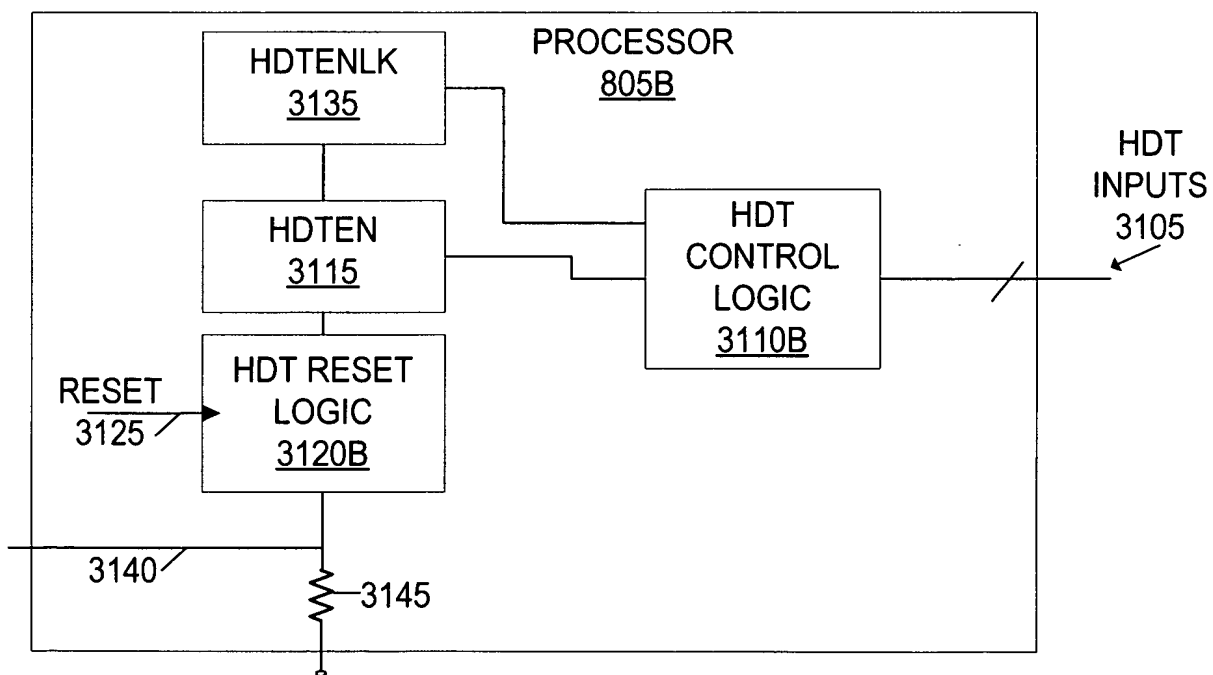 PROCESSOR
805B
HDTENLK
3135
HDTEN
3115
HDT RESET
LOGIC
3120B
RESET
3125
HDT
CONTROL
LOGIC
3110B
HDT
INPUTS
3105
3140
3145